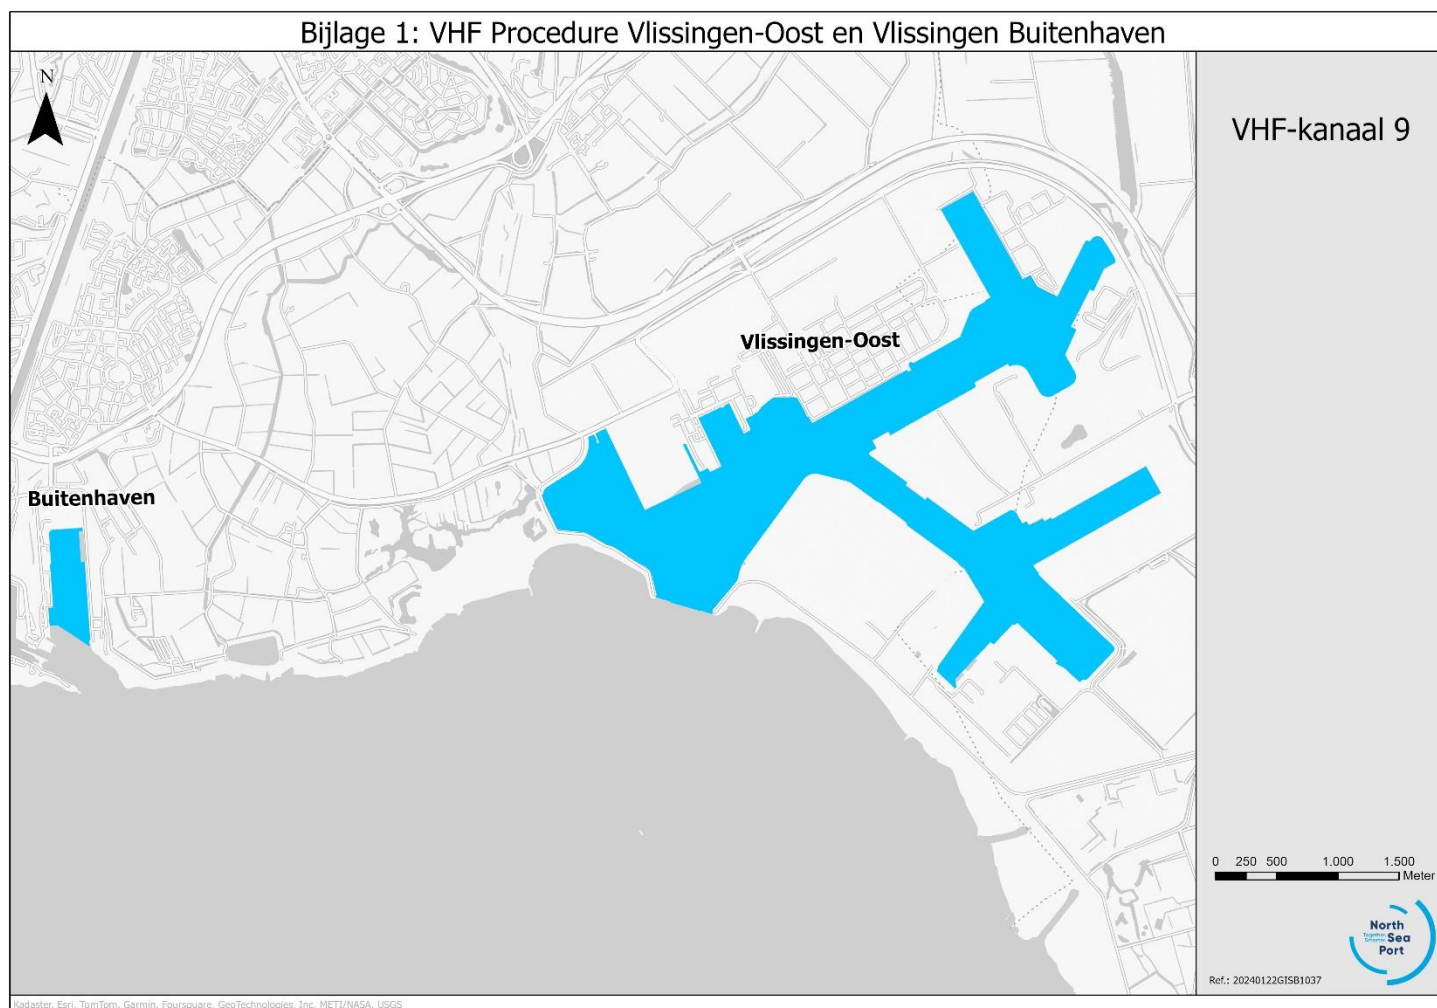 Bijlage 1: VHF Procedure Vlissingen-Oost en Vlissingen Buitenhaven
N
VHF-kanaal 9
Vlissingen-Oost
Buitenhaven
0 250 500 1.000 1.500
Meter
North
Together. Smarter. Sea
Port
Ref.: 20240122GISB1037
Kadaster, Esri, TomTom, Garmin, Foursquare, GeoTechnologies, Inc, METI/NASA, USGS